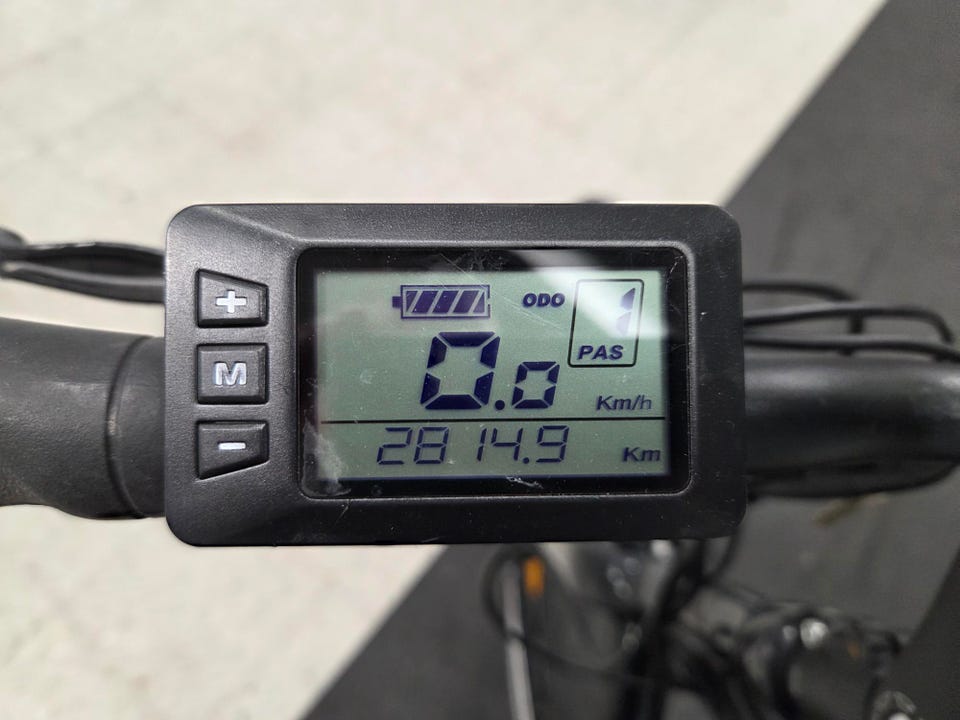 +
ODO 1
PAS
M
0.0 Km/h
-
2814.9 Km